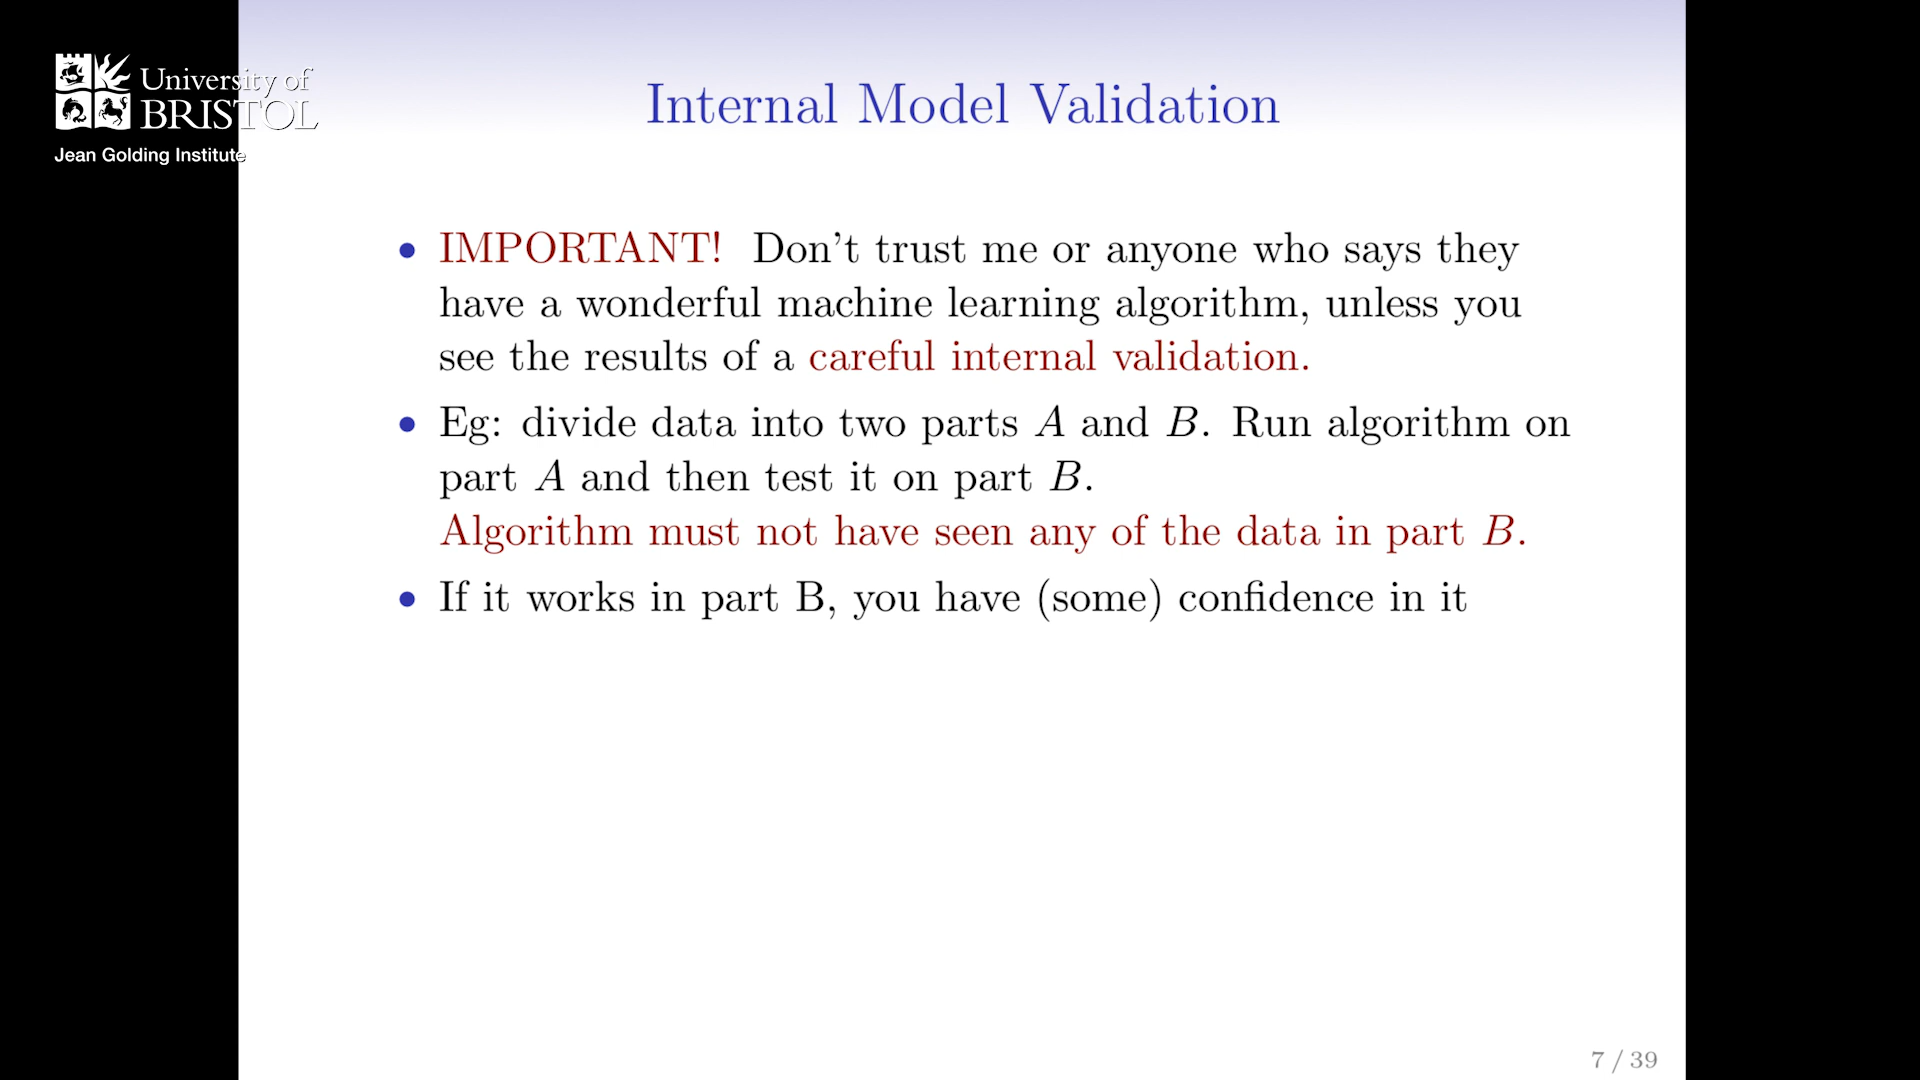 University of
BRISTOL
Jean Golding Institute
Internal Model Validation
• IMPORTANT! Don't trust me or anyone who says they
have a wonderful machine learning algorithm, unless you
see the results of a careful internal validation.
• Eg: divide data into two parts A and B. Run algorithm on
part A and then test it on part B.
Algorithm must not have seen any of the data in part B.
• If it works in part B, you have (some) confidence in it
7 / 39